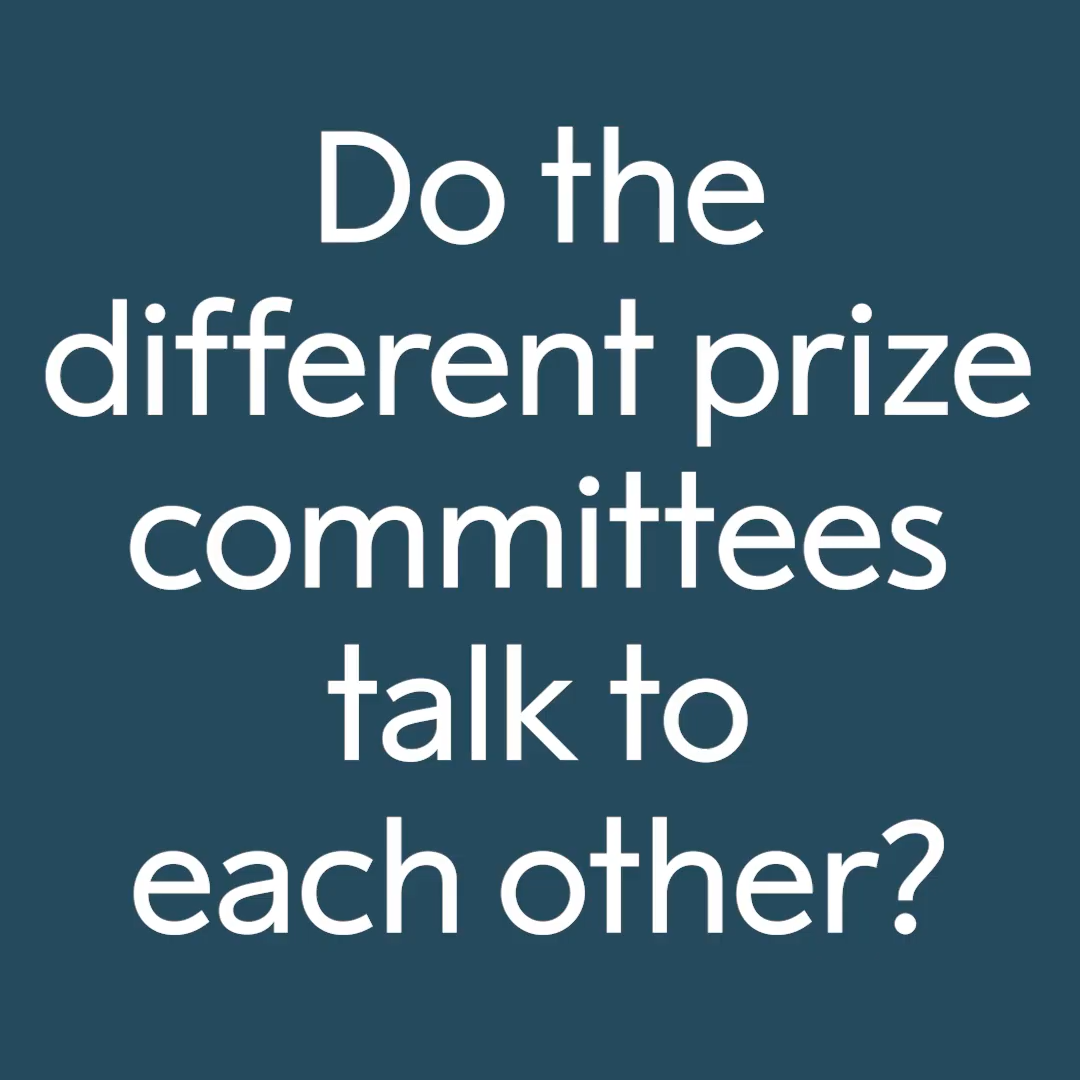 Do the
different prize
committees
talk to
each other?